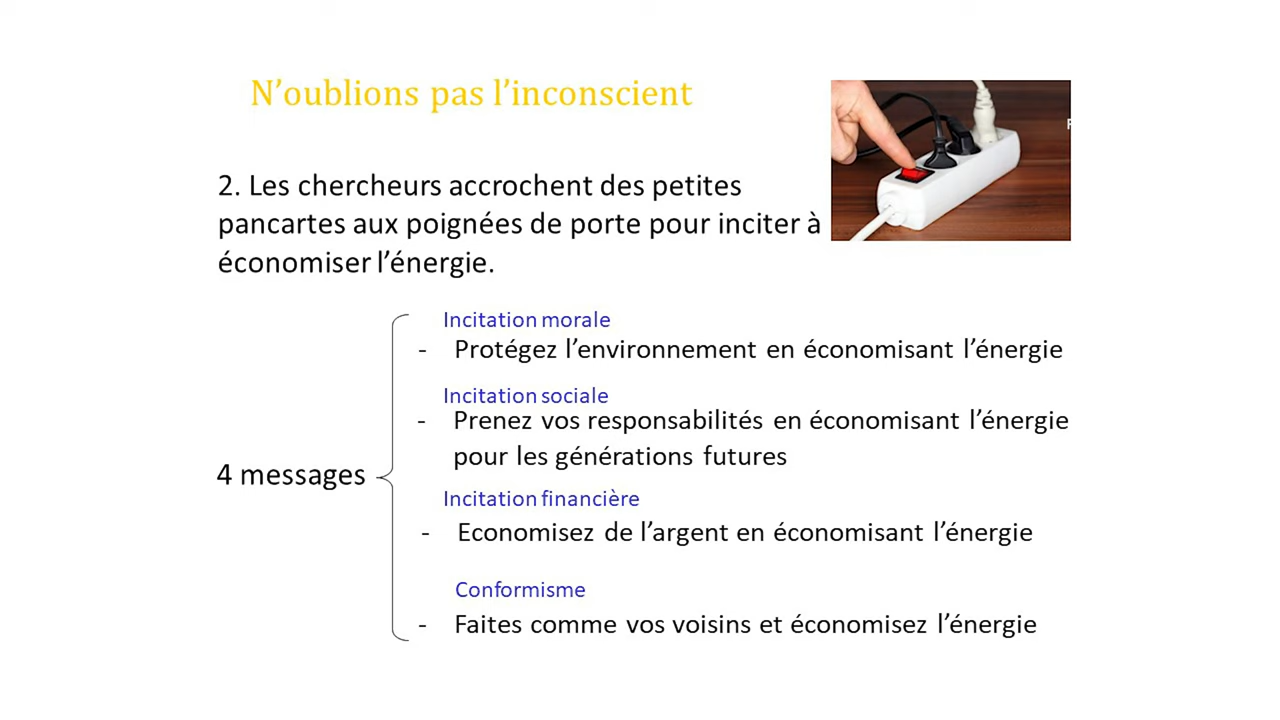 N’oublions pas l’inconscient
2. Les chercheurs accrochent des petites
pancartes aux poignées de porte pour inciter à
économiser l’énergie.
4 messages
Incitation morale
- Protégez l’environnement en économisant l’énergie
Incitation sociale
- Prenez vos responsabilités en économisant l’énergie
pour les générations futures
Incitation financière
- Economisez de l’argent en économisant l’énergie
Conformisme
- Faites comme vos voisins et économisez l’énergie